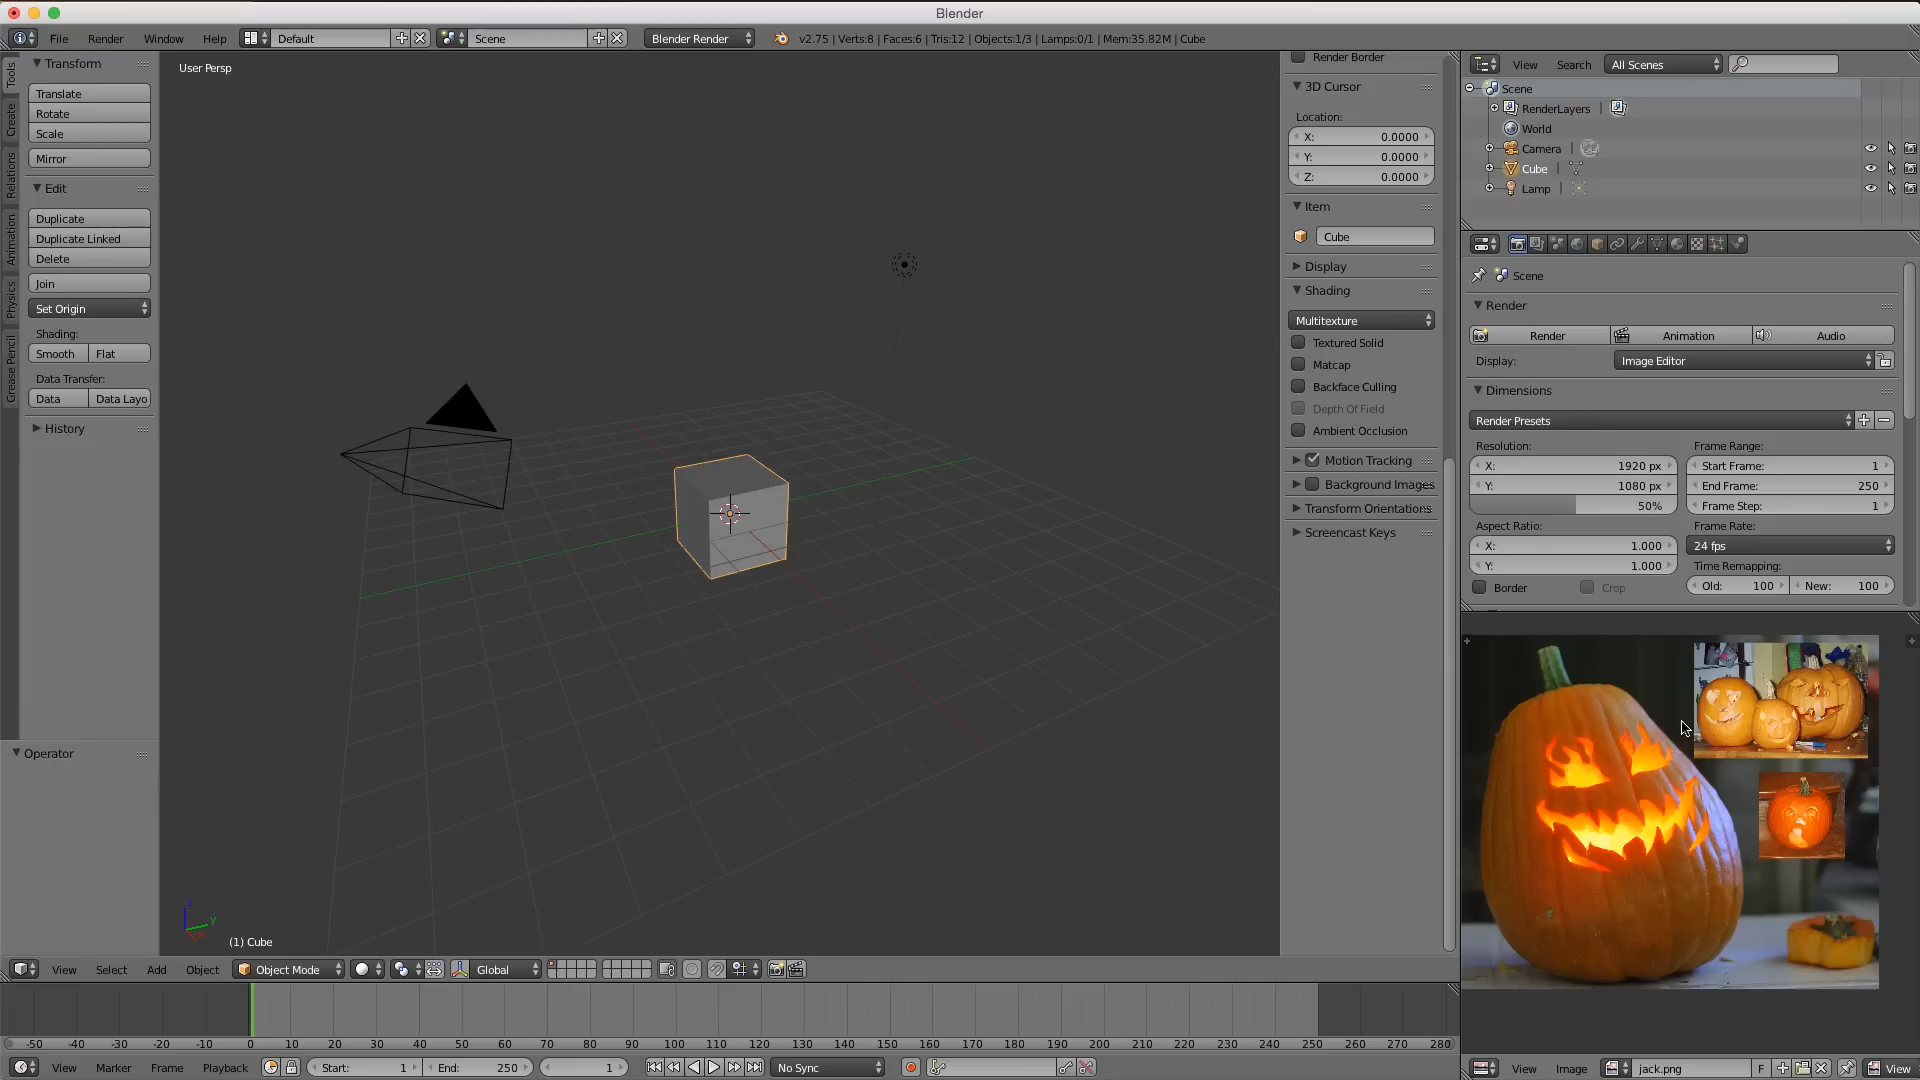 Blender
File Render Window Help Default Scene Blender Render v2.75 | Verts:8 | Faces:6 | Tris:12 | Objects:1/3 | Lamps:0/1 | Mem:35.82M | Cube
Tools
Create
Relations
Animation
Physics
Grease Pencil
Transform
Translate
Rotate
Scale
Mirror
Edit
Duplicate
Duplicate Linked
Delete
Join
Set Origin
Shading:
Smooth Flat
Data Transfer:
Data Data Layo
History
Operator
User Persp
z
y
x
(1) Cube
Render Border
3D Cursor
Location:
X: 0.0000
Y: 0.0000
Z: 0.0000
Item
Cube
Display
Shading
Multitexture
Textured Solid
Matcap
Backface Culling
Depth Of Field
Ambient Occlusion
Motion Tracking
Background Images
Transform Orientations
Screencast Keys
View Search All Scenes
Scene
RenderLayers
World
Camera
Cube
Lamp
Scene
Render
Render Animation Audio
Display: Image Editor
Dimensions
Render Presets
Resolution: Frame Range:
X: 1920 px Start Frame: 1
Y: 1080 px End Frame: 250
50% Frame Step: 1
Aspect Ratio: Frame Rate:
X: 1.000 24 fps
Y: 1.000 Time Remapping:
Border Crop Old: 100 New: 100
View Select Add Object Object Mode Global
-50 -40 -30 -20 -10 0 10 20 30 40 50 60 70 80 90 100 110 120 130 140 150 160 170 180 190 200 210 220 230 240 250 260 270 280
View Marker Frame Playback Start: 1 End: 250 1 No Sync
View Image jack.png F View